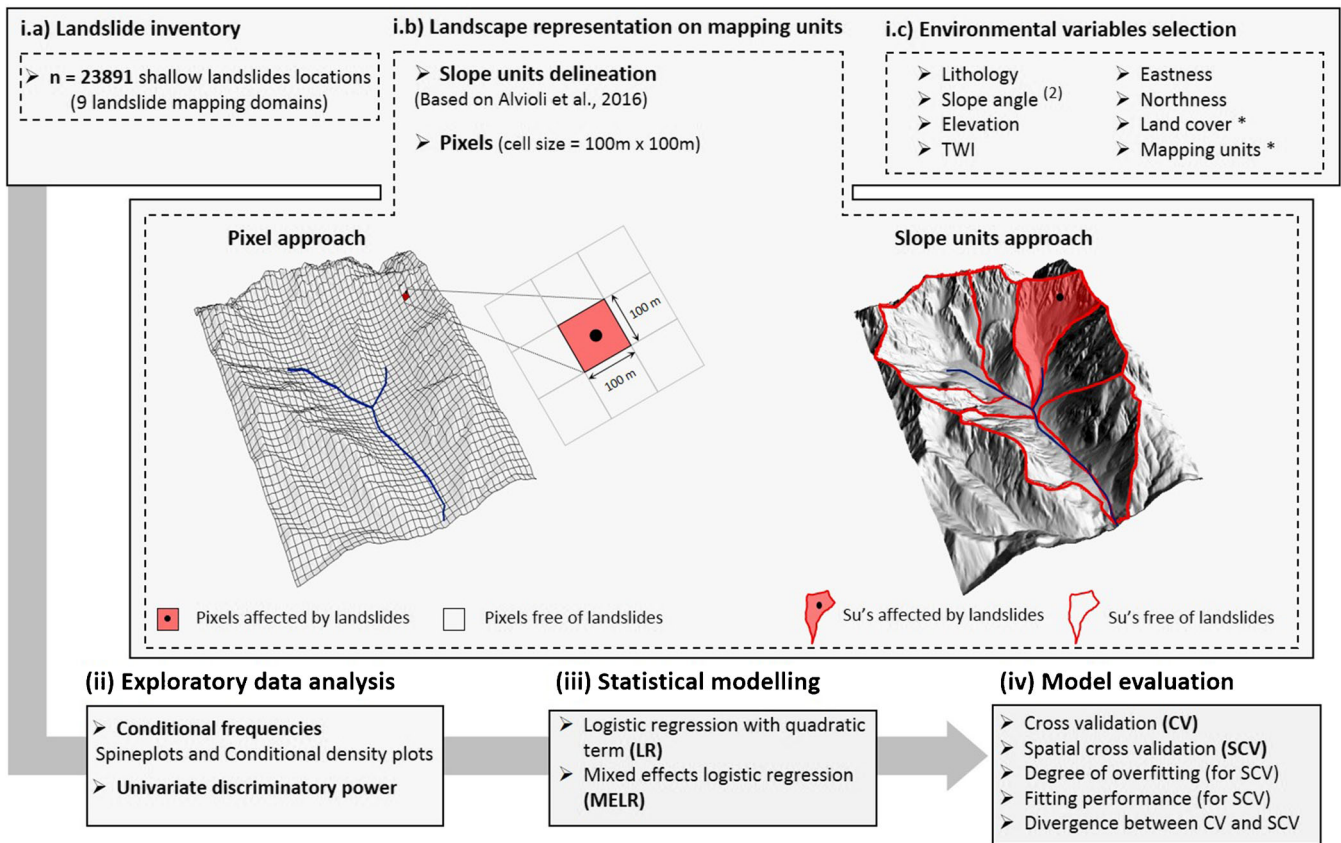 i.a) Landslide inventory
➢ n = 23891 shallow landslides locations
(9 landslide mapping domains)
i.b) Landscape representation on mapping units
➢ Slope units delineation
(Based on Alvioli et al., 2016)
➢ Pixels (cell size = 100m x 100m)
i.c) Environmental variables selection
➢ Lithology
➢ Slope angle (2)
➢ Elevation
➢ TWI
➢ Eastness
➢ Northness
➢ Land cover *
➢ Mapping units *
Pixel approach
100 m
100 m
Pixels affected by landslides
Pixels free of landslides
Slope units approach
Su's affected by landslides
Su's free of landslides
(ii) Exploratory data analysis
➢ Conditional frequencies
Spineplots and Conditional density plots
➢ Univariate discriminatory power
(iii) Statistical modelling
➢ Logistic regression with quadratic
term (LR)
➢ Mixed effects logistic regression
(MELR)
(iv) Model evaluation
➢ Cross validation (CV)
➢ Spatial cross validation (SCV)
➢ Degree of overfitting (for SCV)
➢ Fitting performance (for SCV)
➢ Divergence between CV and SCV